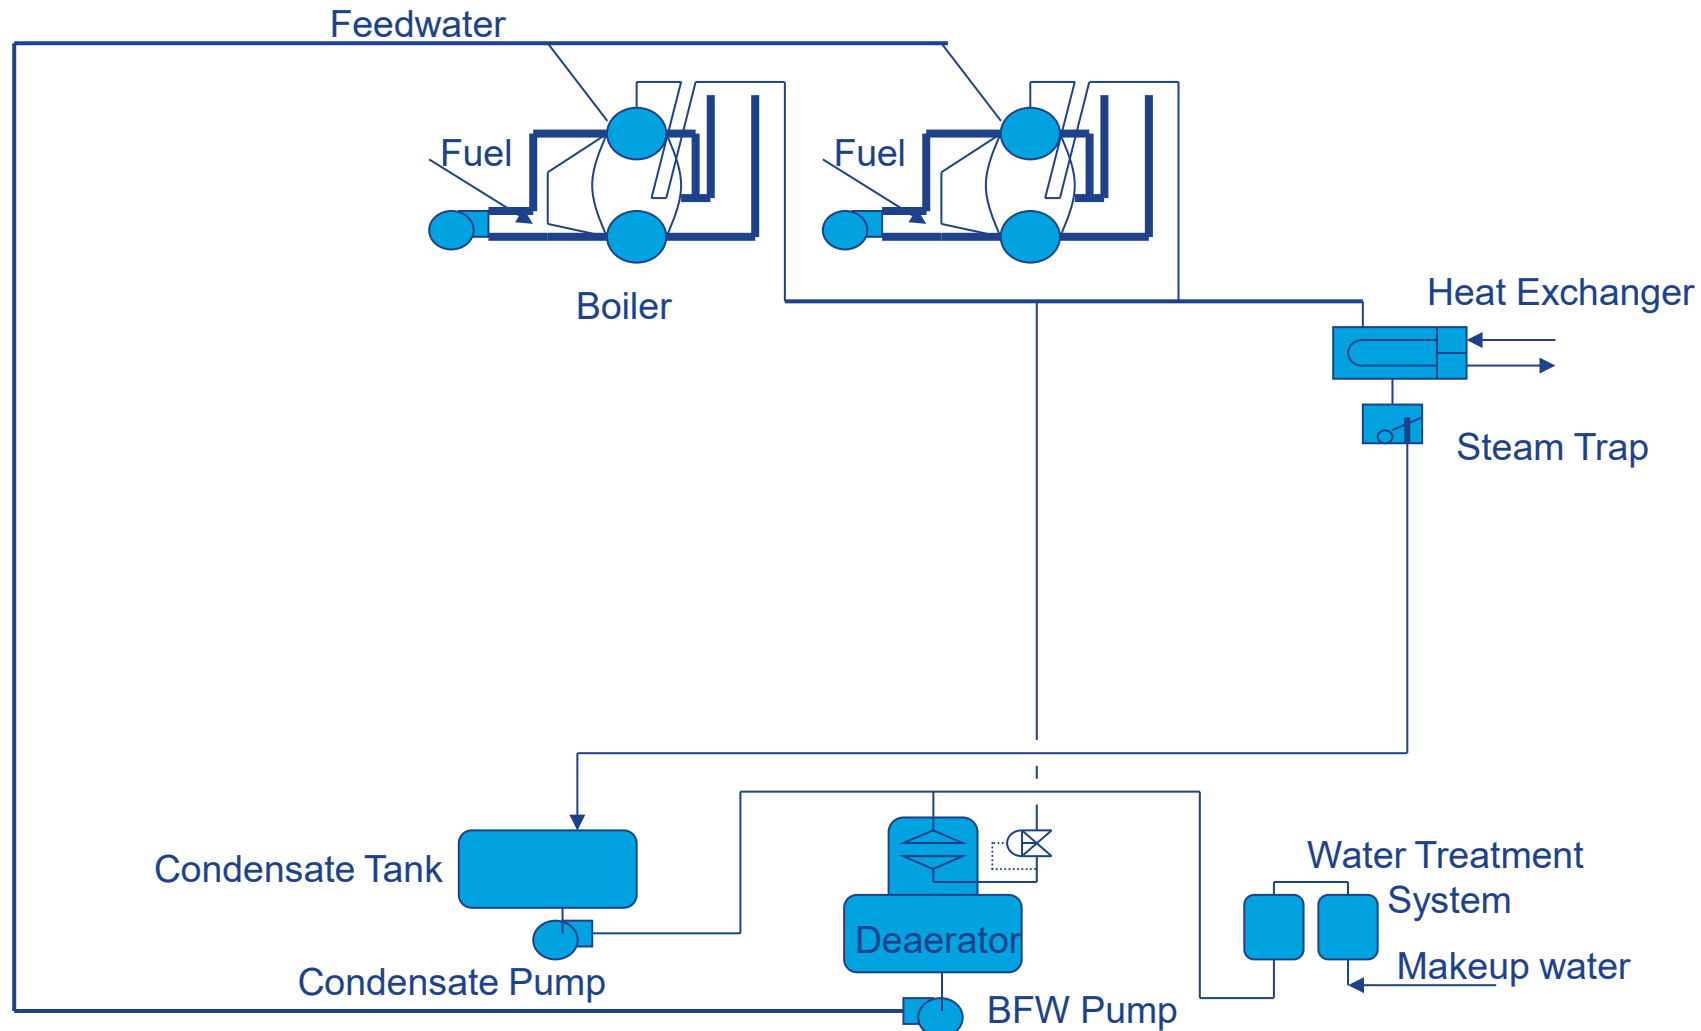 Feedwater
Fuel
Fuel
Boiler
Heat Exchanger
Steam Trap
Condensate Tank
Condensate Pump
Deaerator
BFW Pump
Water Treatment
System
Makeup water